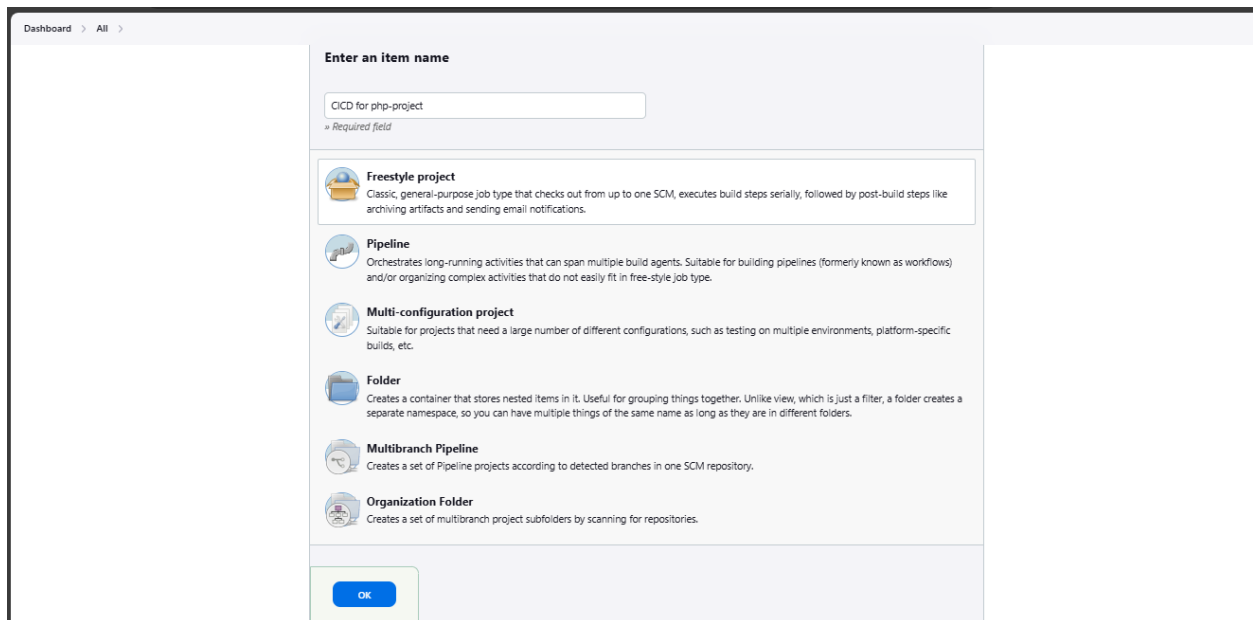 Dashboard > All >
Enter an item name
CICD for php-project
» Required field
Freestyle project
Classic, general-purpose job type that checks out from up to one SCM, executes build steps serially, followed by post-build steps like
archiving artifacts and sending email notifications.
Pipeline
Orchestrates long-running activities that can span multiple build agents. Suitable for building pipelines (formerly known as workflows)
and/or organizing complex activities that do not easily fit in free-style job type.
Multi-configuration project
Suitable for projects that need a large number of different configurations, such as testing on multiple environments, platform-specific
builds, etc.
Folder
Creates a container that stores nested items in it. Useful for grouping things together. Unlike view, which is just a filter, a folder creates a
separate namespace, so you can have multiple things of the same name as long as they are in different folders.
Multibranch Pipeline
Creates a set of Pipeline projects according to detected branches in one SCM repository.
Organization Folder
Creates a set of multibranch project subfolders by scanning for repositories.
OK